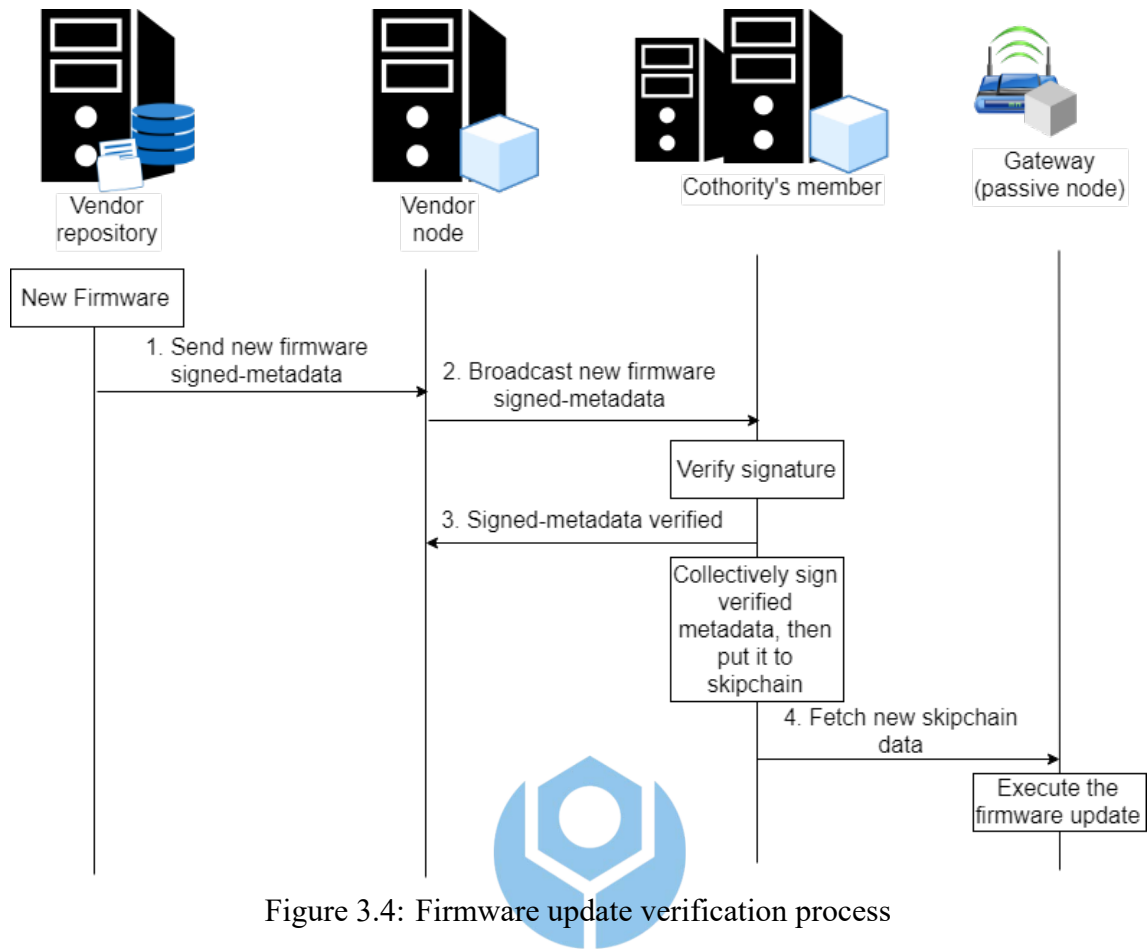 Vendor
repository
Vendor
node
Cothority's member
Gateway
(passive node)
New Firmware
1. Send new firmware
signed-metadata
2. Broadcast new firmware
signed-metadata
Verify signature
3. Signed-metadata verified
Collectively sign
verified
metadata, then
put it to
skipchain
4. Fetch new skipchain
data
Execute the
firmware update
Figure 3.4: Firmware update verification process